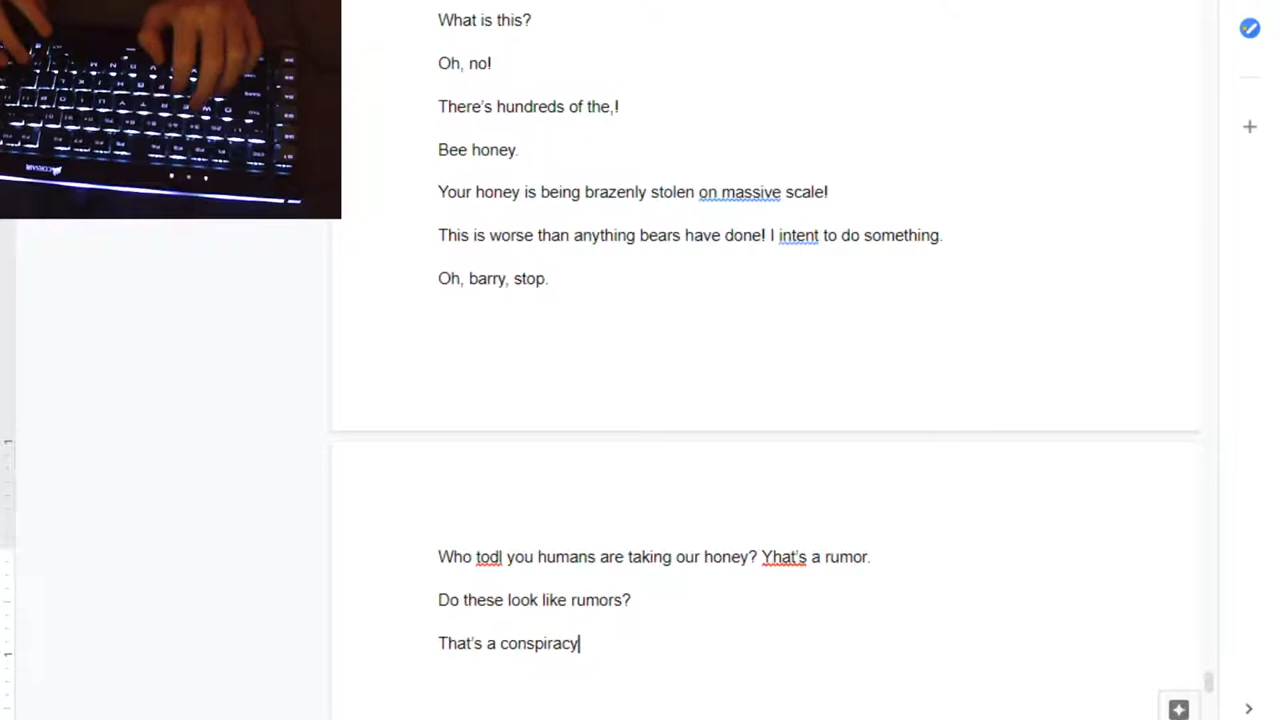 What is this?
Oh, no!
There's hundreds of the,!
Bee honey.
Your honey is being brazenly stolen on massive scale!
This is worse than anything bears have done! I intent to do something.
Oh, barry, stop.
Who todl you humans are taking our honey? Yhat's a rumor.
Do these look like rumors?
That's a conspiracy